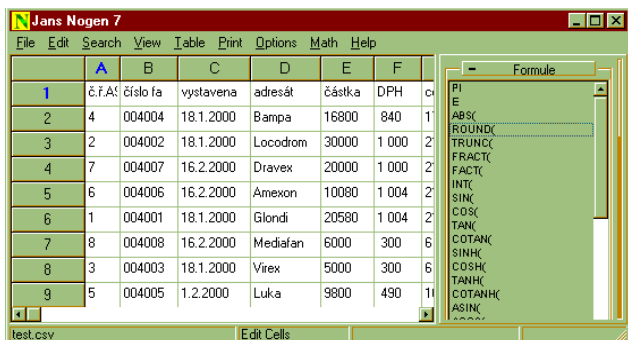 Jans Nogen 7
File Edit Search View Table Print Options Math Help
A B C D E F
1 č.ř.AS číslo fa vystavena adresát částka DPH
2 4 004004 18.1.2000 Bampa 16800 840
3 2 004002 18.1.2000 Locodrom 30000 1 000
4 7 004007 16.2.2000 Dravex 20000 1 000
5 6 004006 16.2.2000 Amexon 10080 1 004
6 1 004001 18.1.2000 Glondi 20580 1 004
7 8 004008 16.2.2000 Mediafan 6000 300 6
8 3 004003 18.1.2000 Virex 5000 300 6
9 5 004005 1.2.2000 Luka 9800 490
Formule
PI
E
ABS(
ROUND(
TRUNC(
FRACT(
FACT(
INT(
SIN(
COS(
TAN(
COTAN(
SINH(
COSH(
TANH(
COTANH(
ASIN(
test.csv Edit Cells